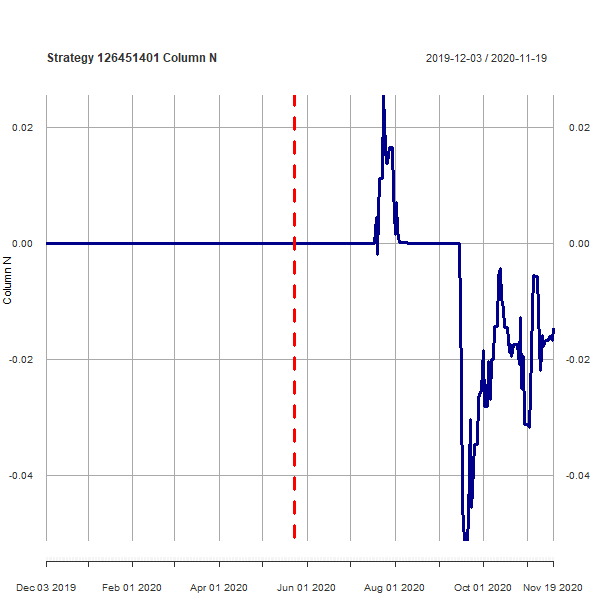 Strategy 126451401 Column N
2019-12-03 / 2020-11-19
0.02
0.02
0.00
0.00
Column N
-0.02
-0.02
-0.04
-0.04
Dec 03 2019
Feb 01 2020
Apr 01 2020
Jun 01 2020
Aug 01 2020
Oct 01 2020
Nov 19 2020